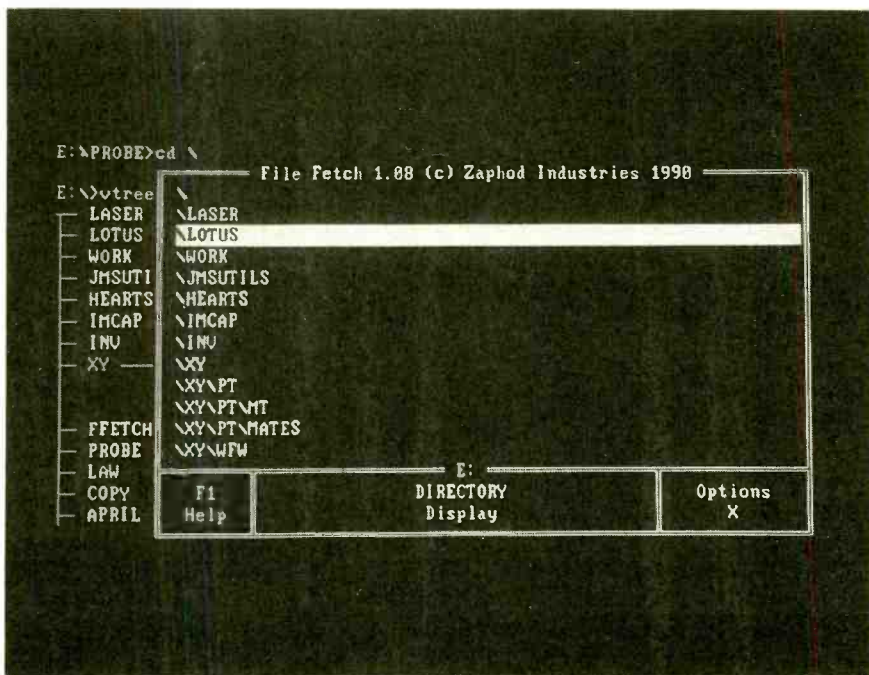 E:\PROBE>cd \
File Fetch 1.08 (c) Zaphod Industries 1990
E:\>vtree
\
LASER
\LASER
LOTUS
\LOTUS
WORK
\WORK
JMSUTI
\JMSUTILS
HEARTS
\HEARTS
IMCAP
\IMCAP
INV
\INV
XY
\XY
\XY\PT
\XY\PT\MT
FFETCH
\XY\PT\MATES
PROBE
\XY\WFW
LAW
E:
COPY
F1
DIRECTORY
Options
APRIL
Help
Display
X